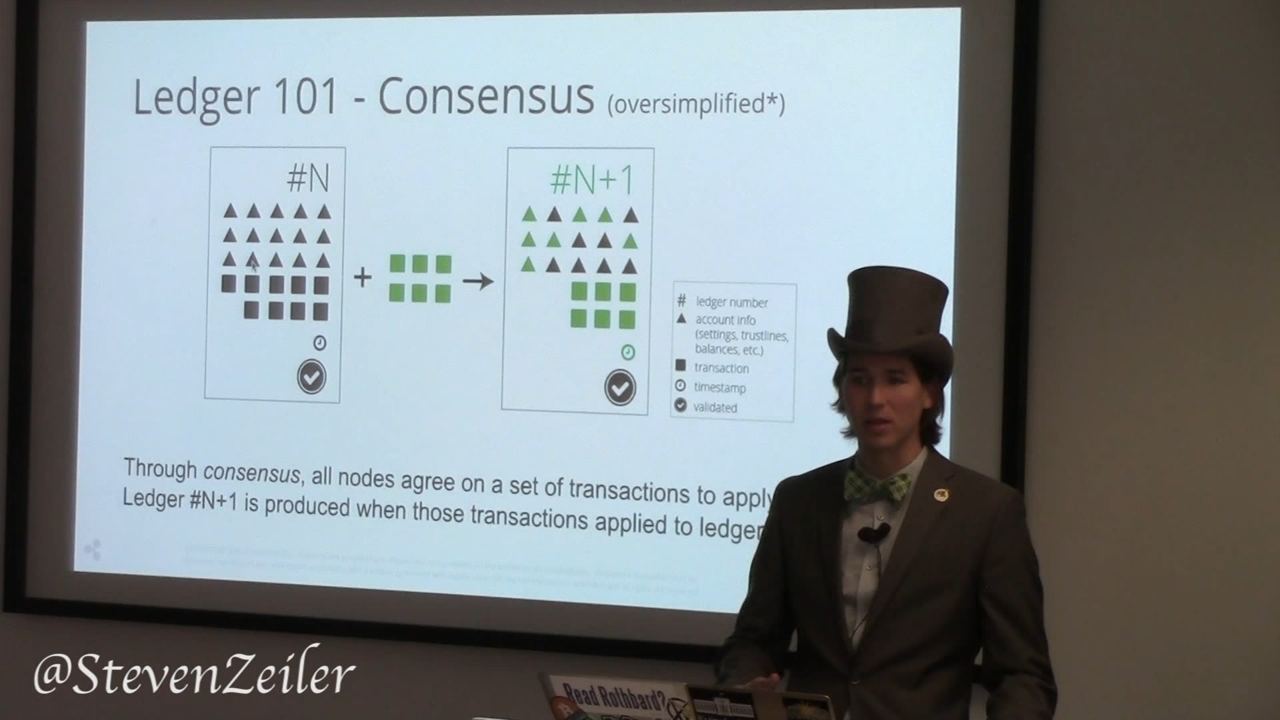 Ledger 101 - Consensus (oversimplified*)
#N
#N+1
+
# ledger number
account info
(settings, trustlines,
balances, etc.)
transaction
timestamp
validated
Through consensus, all nodes agree on a set of transactions to apply
Ledger #N+1 is produced when those transactions applied to ledger
@StevenZeiler
Read Rothbard?